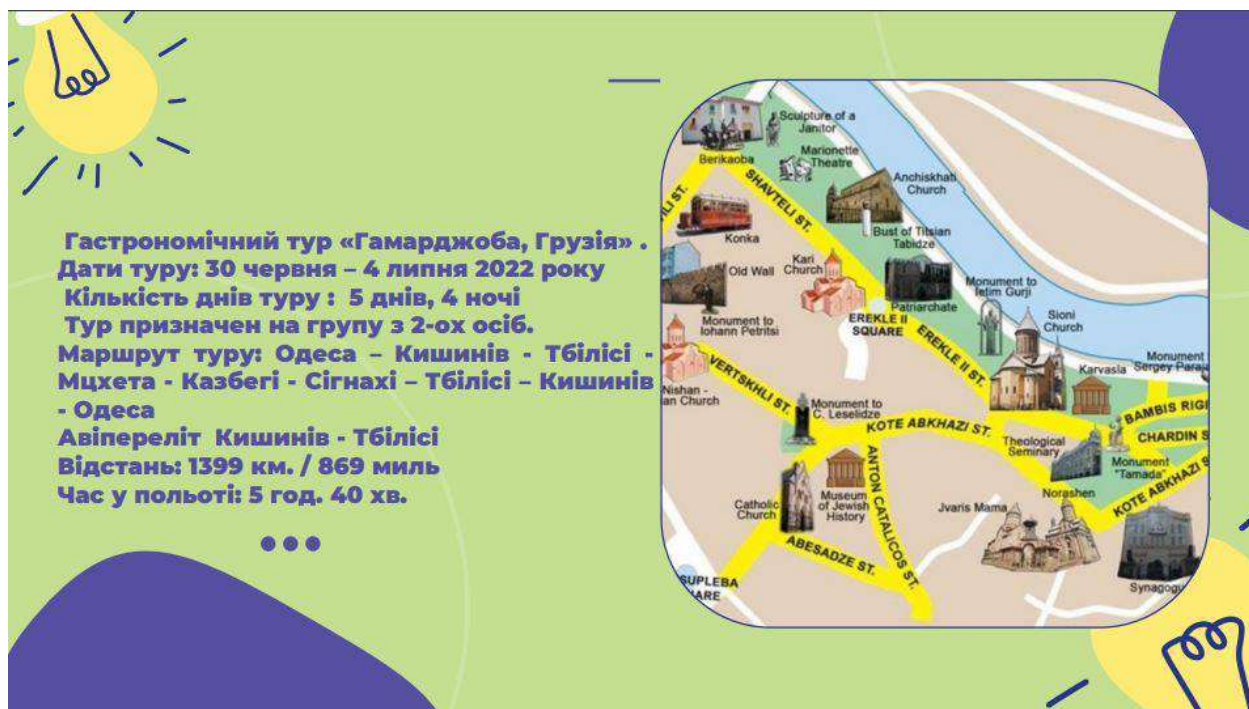 Гастрономічний тур «Гамарджоба, Грузія» .
Дати туру: 30 червня – 4 липня 2022 року
Кількість днів туру : 5 днів, 4 ночі
Тур призначен на групу з 2-ох осіб.
Маршрут туру: Одеса – Кишинів - Тбілісі -
Мцхета - Казбегі - Сігнахі – Тбілісі – Кишинів
- Одеса
Авіпереліт Кишинів - Тбілісі
Відстань: 1399 км. / 869 миль
Час у польоті: 5 год. 40 хв.
Sculpture of a
Janitor
Berikaoba
Marionette
Theatre
Anchiskhati
Church
ILI ST.
SHAVTELI ST.
Konka
Bust of Titsian
Tabidze
Old Wall
Kari
Church
Patriarchate
Monument to
Ietim Gurji
Monument to
Iohann Petritsi
EREKLE II
SQUARE
EREKLE II ST.
Sioni
Church
Monument
Sergey Paraj
Karvasla
Nishan -
an Church
VERTSKHLI ST.
Monument to
C. Leselidze
KOTE ABKHAZI ST.
BAMBIS RIGI
CHARDIN S
Theological
Seminary
Monument
"Tamada"
KOTE ABKHAZI S
ANTON CATALICOS ST.
Catholic
Church
Museum
of Jewish
History
Jvaris Mama
Norashen
ABESADZE ST.
SUPLEBA
ARE
Synagogu